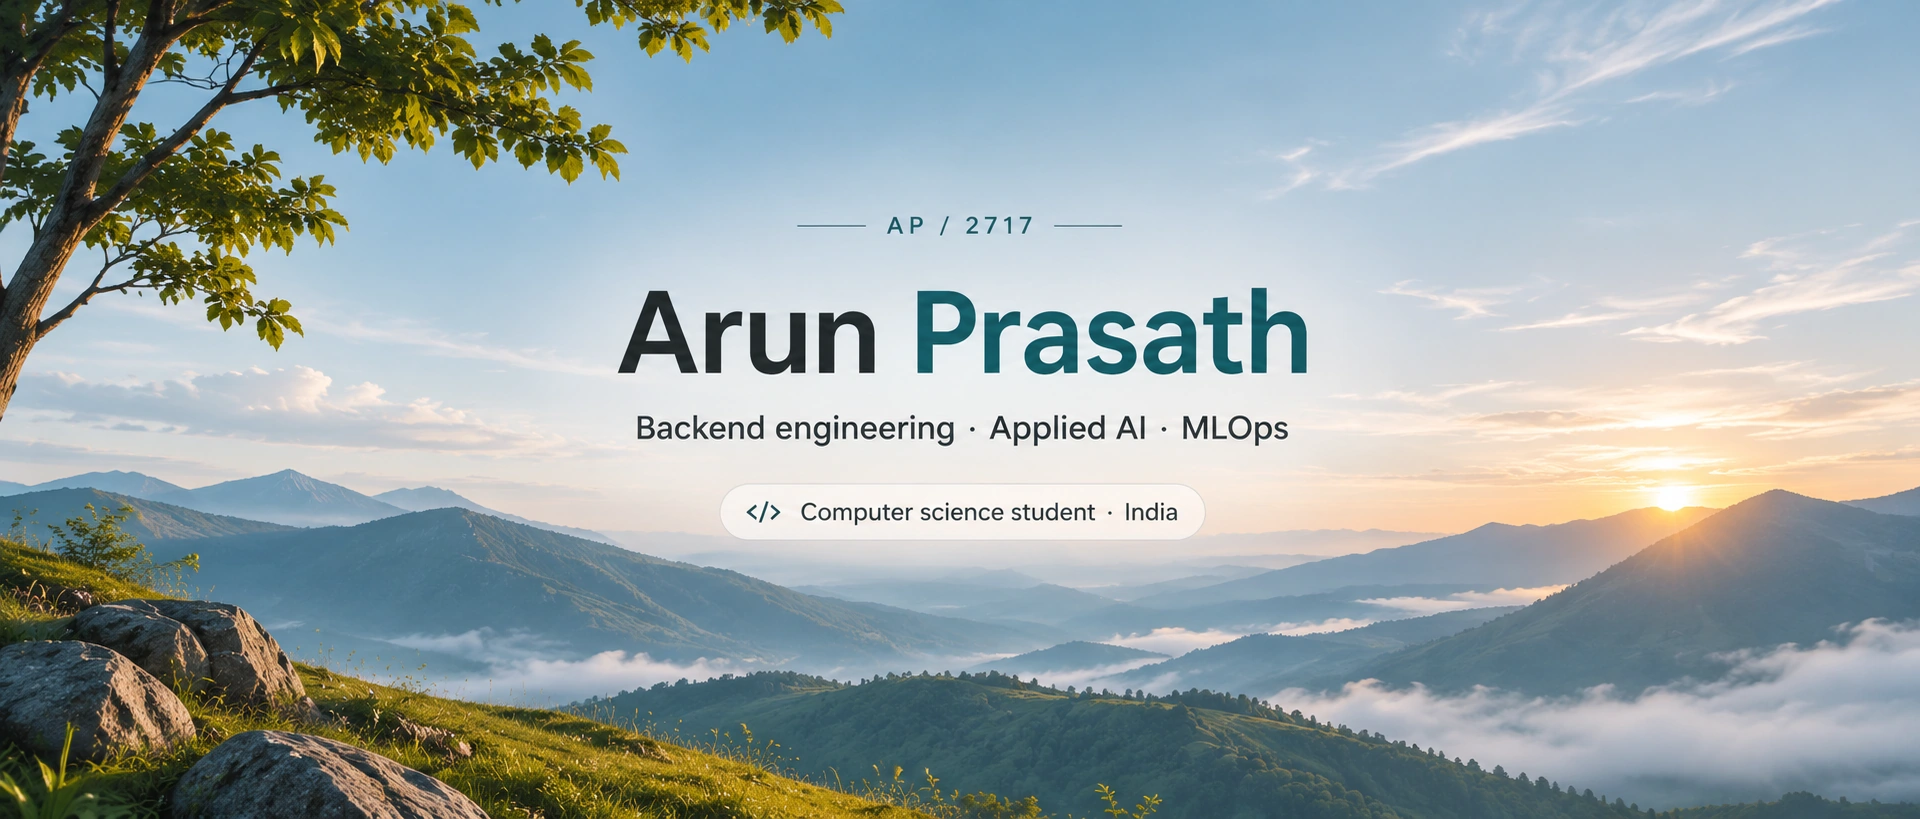 AP / 2717
Arun Prasath
Backend engineering · Applied AI · MLOps
</> Computer science student · India